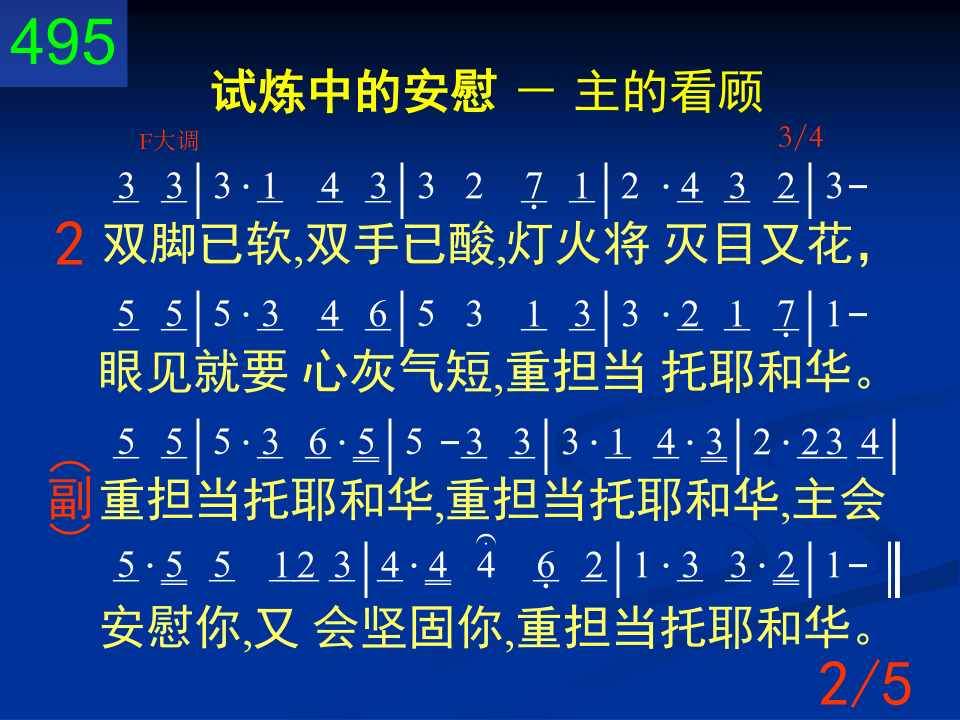 495
试炼中的安慰 － 主的看顾
F大调 3/4
3 3|3·1 4 3|3 2 7 1|2·4 3 2|3-
2 双脚已软,双手已酸,灯火将 灭目又花，
5 5|5·3 4 6|5 3 1 3|3·2 1 7|1-
眼见就要 心灰气短,重担当 托耶和华。
5 5|5·3 6·5|5-3 3|3·1 4·3|2·23 4|
(副) 重担当托耶和华,重担当托耶和华,主会
5·5 5 12 3|4·4 4 6 2|1·3 3·2|1-‖
安慰你,又 会坚固你,重担当托耶和华。
2/5